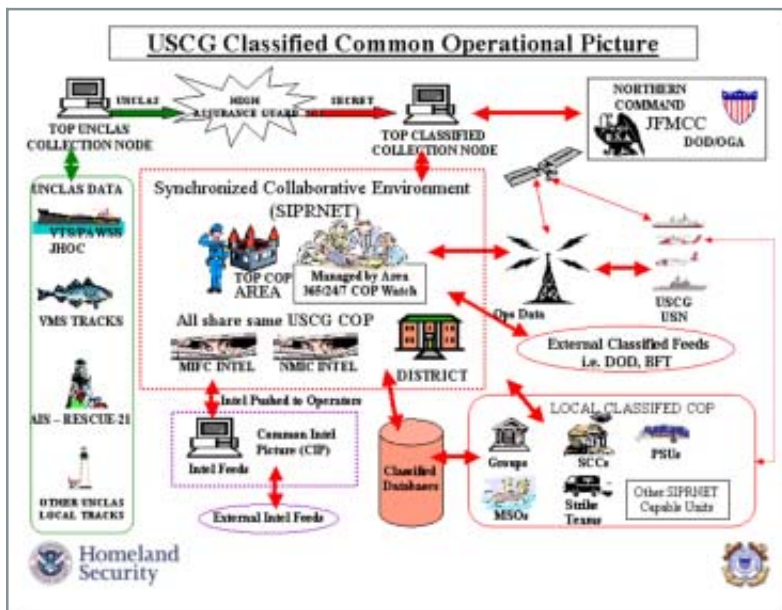 USCG Classified Common Operational Picture
UNCLAS
HIGH
ASSURANCE GUARD
SECRET
TOP UNCLAS
COLLECTION NODE
TOP CLASSIFIED
COLLECTION NODE
NORTHERN
COMMAND
JFMCC
DOD/OGA
UNCLAS DATA
VTS/PAWSS
JHOC
VMS TRACKS
AIS – RESCUE-21
OTHER UNCLAS
LOCAL TRACKS
Synchronized Collaborative Environment
(SIPRNET)
TOP COP
AREA
Managed by Area
365/24/7 COP Watch
All share same USCG COP
MIFC INTEL
NMIC INTEL
DISTRICT
Ops Data
USCG
USN
External Classified Feeds
i.e. DOD, BFT
Intel Pushed to Operators
Common Intel
Picture (CIP)
Intel Feeds
External Intel Feeds
Classified
Databases
LOCAL CLASSIFED COP
Groups
SCCs
PSUs
MSOs
Strike
Teams
Other SIPRNET
Capable Units
Homeland
Security